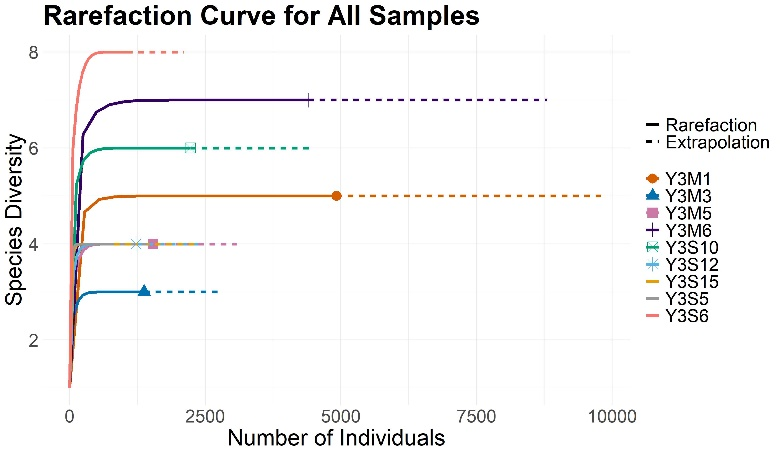 Rarefaction Curve for All Samples
Species Diversity
8
6
4
2
0
2500
5000
7500
10000
Number of Individuals
Rarefaction
Extrapolation
Y3M1
Y3M3
Y3M5
Y3M6
Y3S10
Y3S12
Y3S15
Y3S5
Y3S6